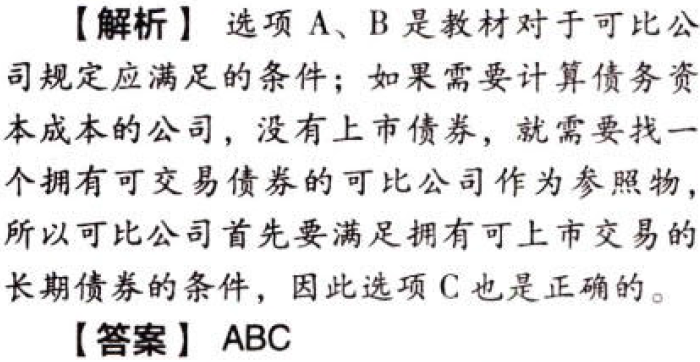 【解析】 选项 A、B 是教材对于可比公
司规定应满足的条件；如果需要计算债务资
本成本的公司，没有上市债券，就需要找一
个拥有可交易债券的可比公司作为参照物，
所以可比公司首先要满足拥有可上市交易的
长期债券的条件，因此选项 C 也是正确的。
【答案】 ABC